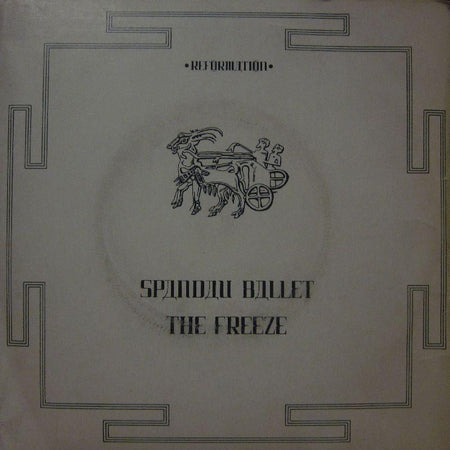 •REFORMATION•
SPANDAU BALLET
THE FREEZE